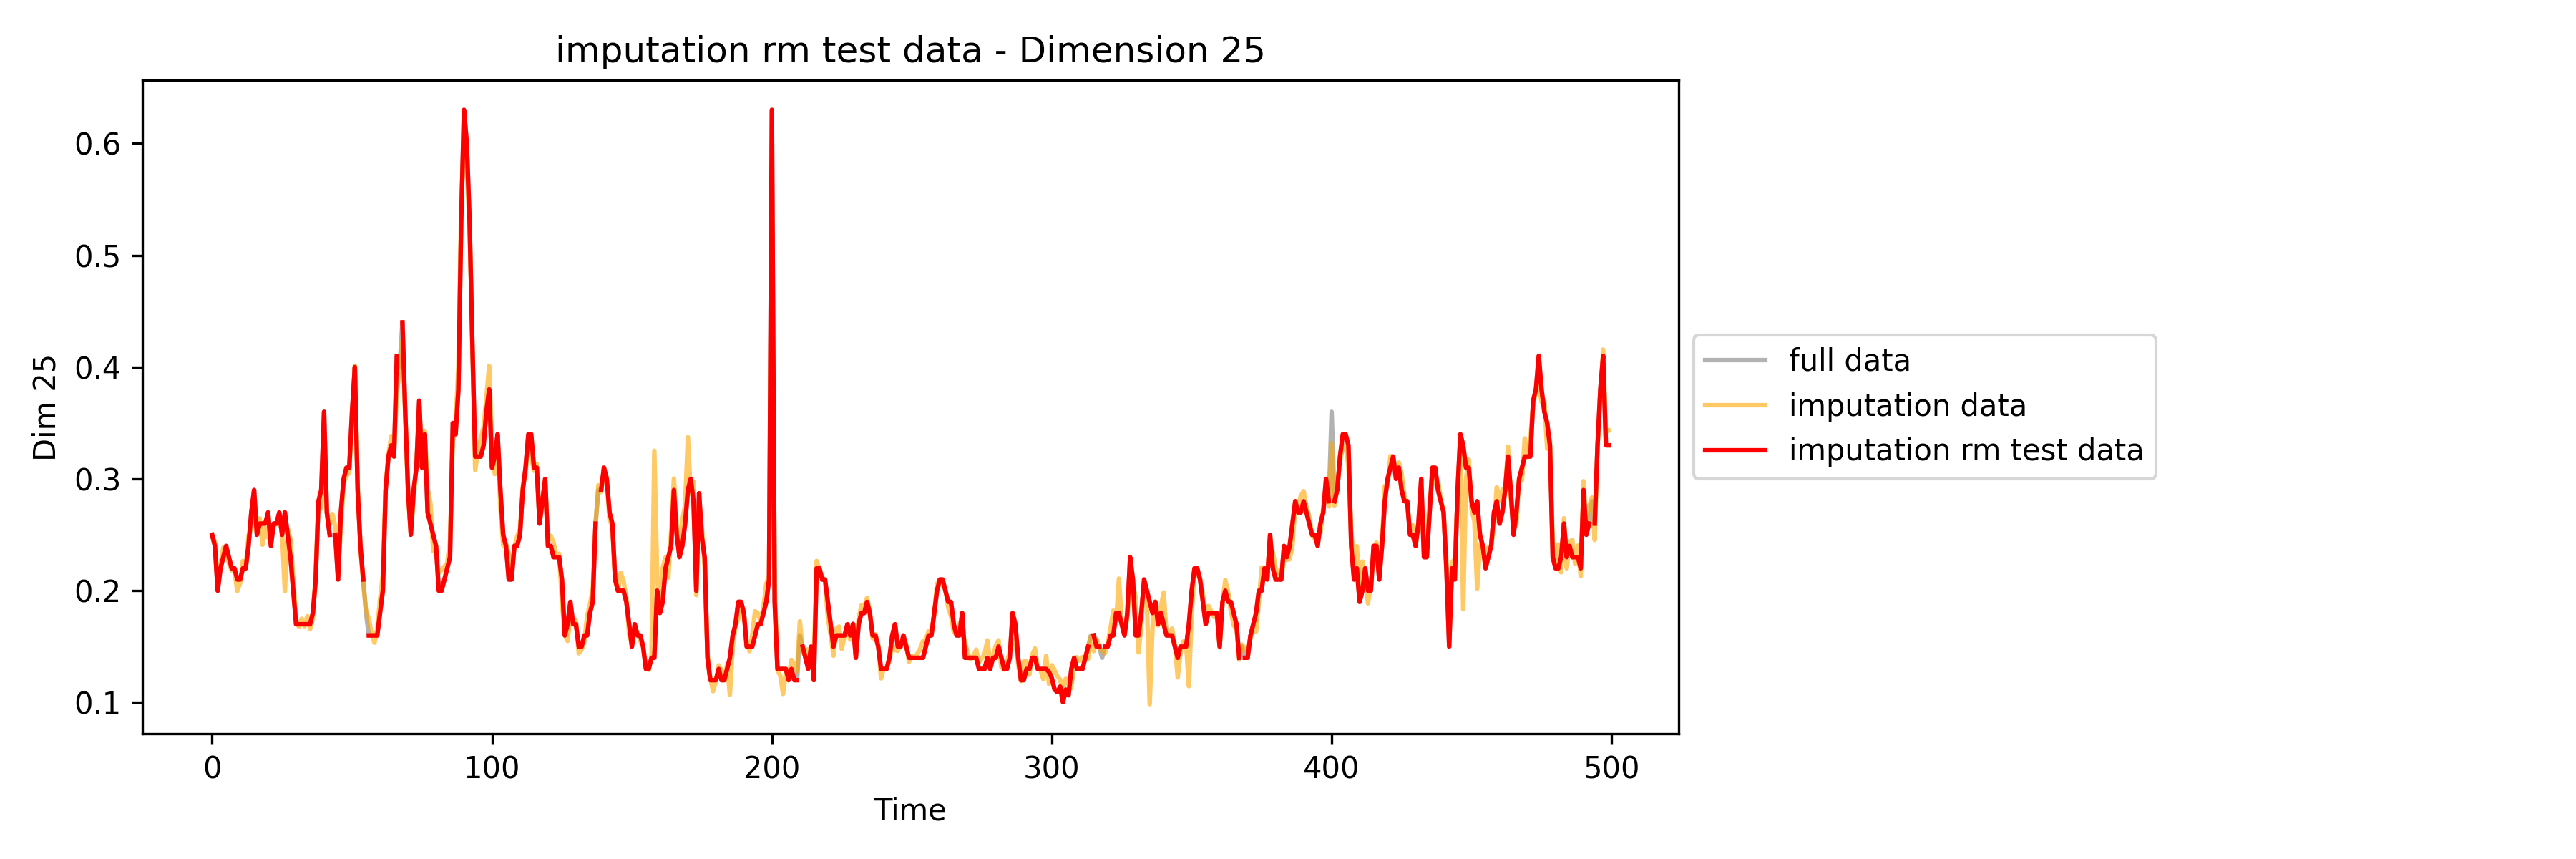 imputation rm test data - Dimension 25
0.6
0.5
0.4
0.3
0.2
0.1
Dim 25
0
100
200
300
400
500
Time
full data
imputation data
imputation rm test data